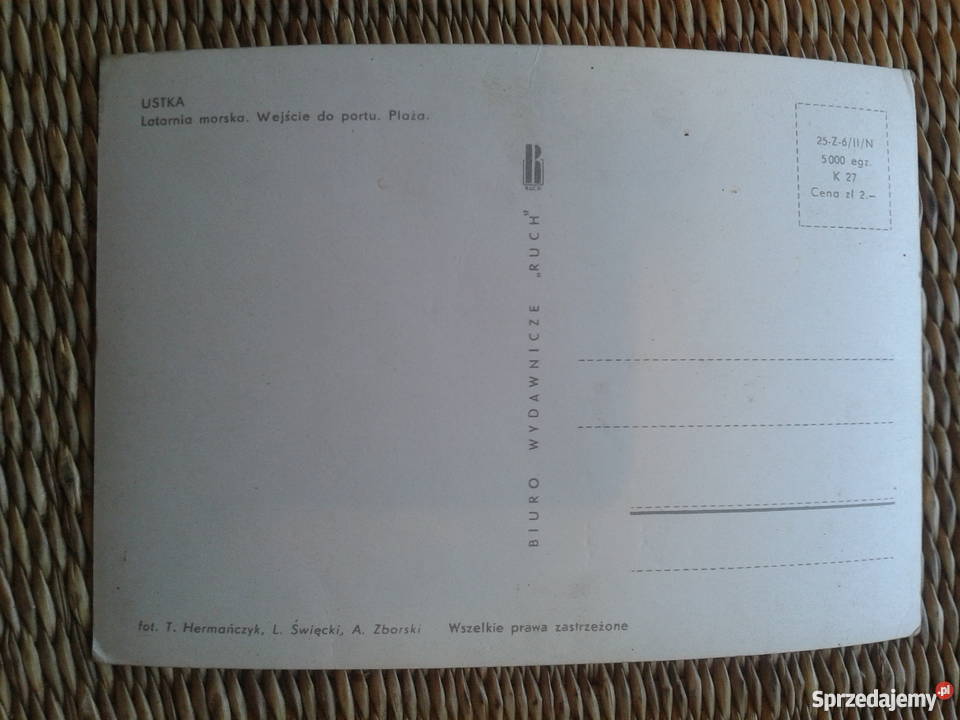 USTKA
Latarnia morska. Wejście do portu. Plaża.
25-Z-6/II/N
5000 egz.
K 27
Cena zł 2.–
R
RUCH
BIURO WYDAWNICZE „RUCH”
fot. T. Hermańczyk, L. Święcki, A. Zborski Wszelkie prawa zastrzeżone
Sprzedajemy.pl